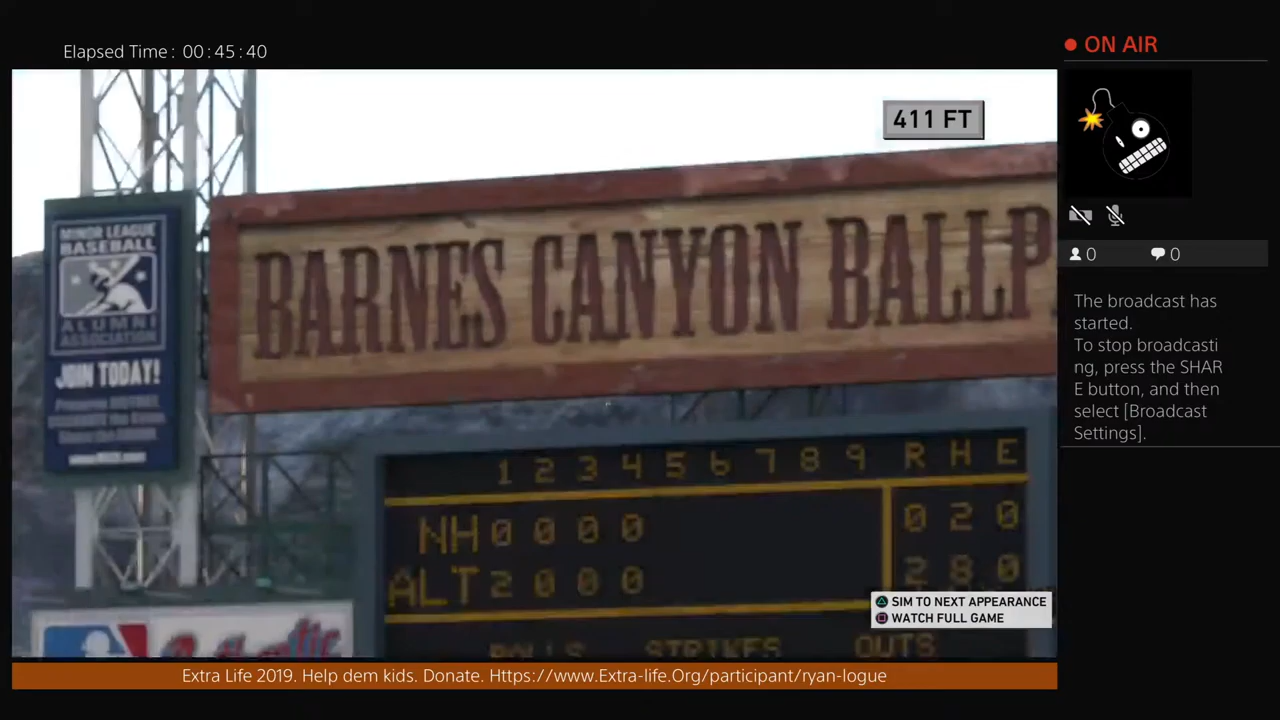 Elapsed Time: 00:45:40
ON AIR
411 FT
MINOR LEAGUE
BASEBALL
ALUMNI
ASSOCIATION
JOIN TODAY!
BARNES CANYON BALLP
0
0
The broadcast has
started.
To stop broadcasti
ng, press the SHAR
E button, and then
select [Broadcast
Settings].
1 2 3 4 5 6 7 8 9 R H E
NH 0 0 0 0 0 2 0
ALT 2 0 0 0 2 8 0
SIM TO NEXT APPEARANCE
WATCH FULL GAME
BALLS STRIKES OUTS
Authentic
Extra Life 2019. Help dem kids. Donate. Https://www.Extra-life.Org/participant/ryan-logue